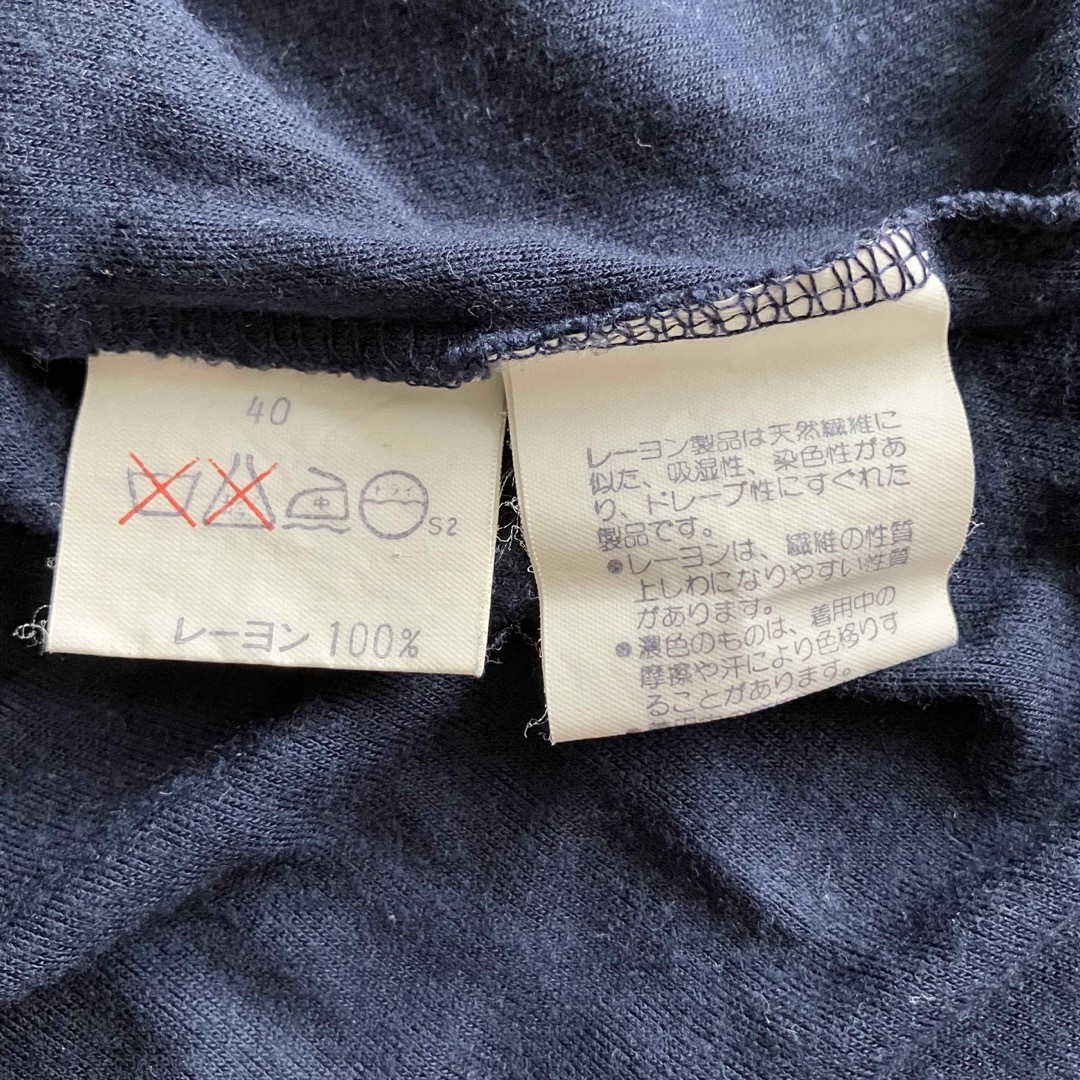 40
中
ドライ
S2
レーヨン 100%
レーヨン製品は天然繊維に
似た、吸湿性、染色性があ
り、ドレープ性にすぐれた
製品です。
●レーヨンは、繊維の性質
上しわになりやすい性質
があります。
●濃色のものは、着用中の
摩擦や汗により色移りす
ることがあります。